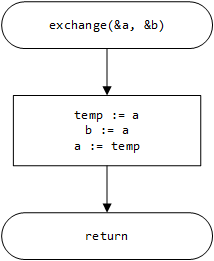 exchange(&a, &b)
temp := a
b := a
a := temp
return